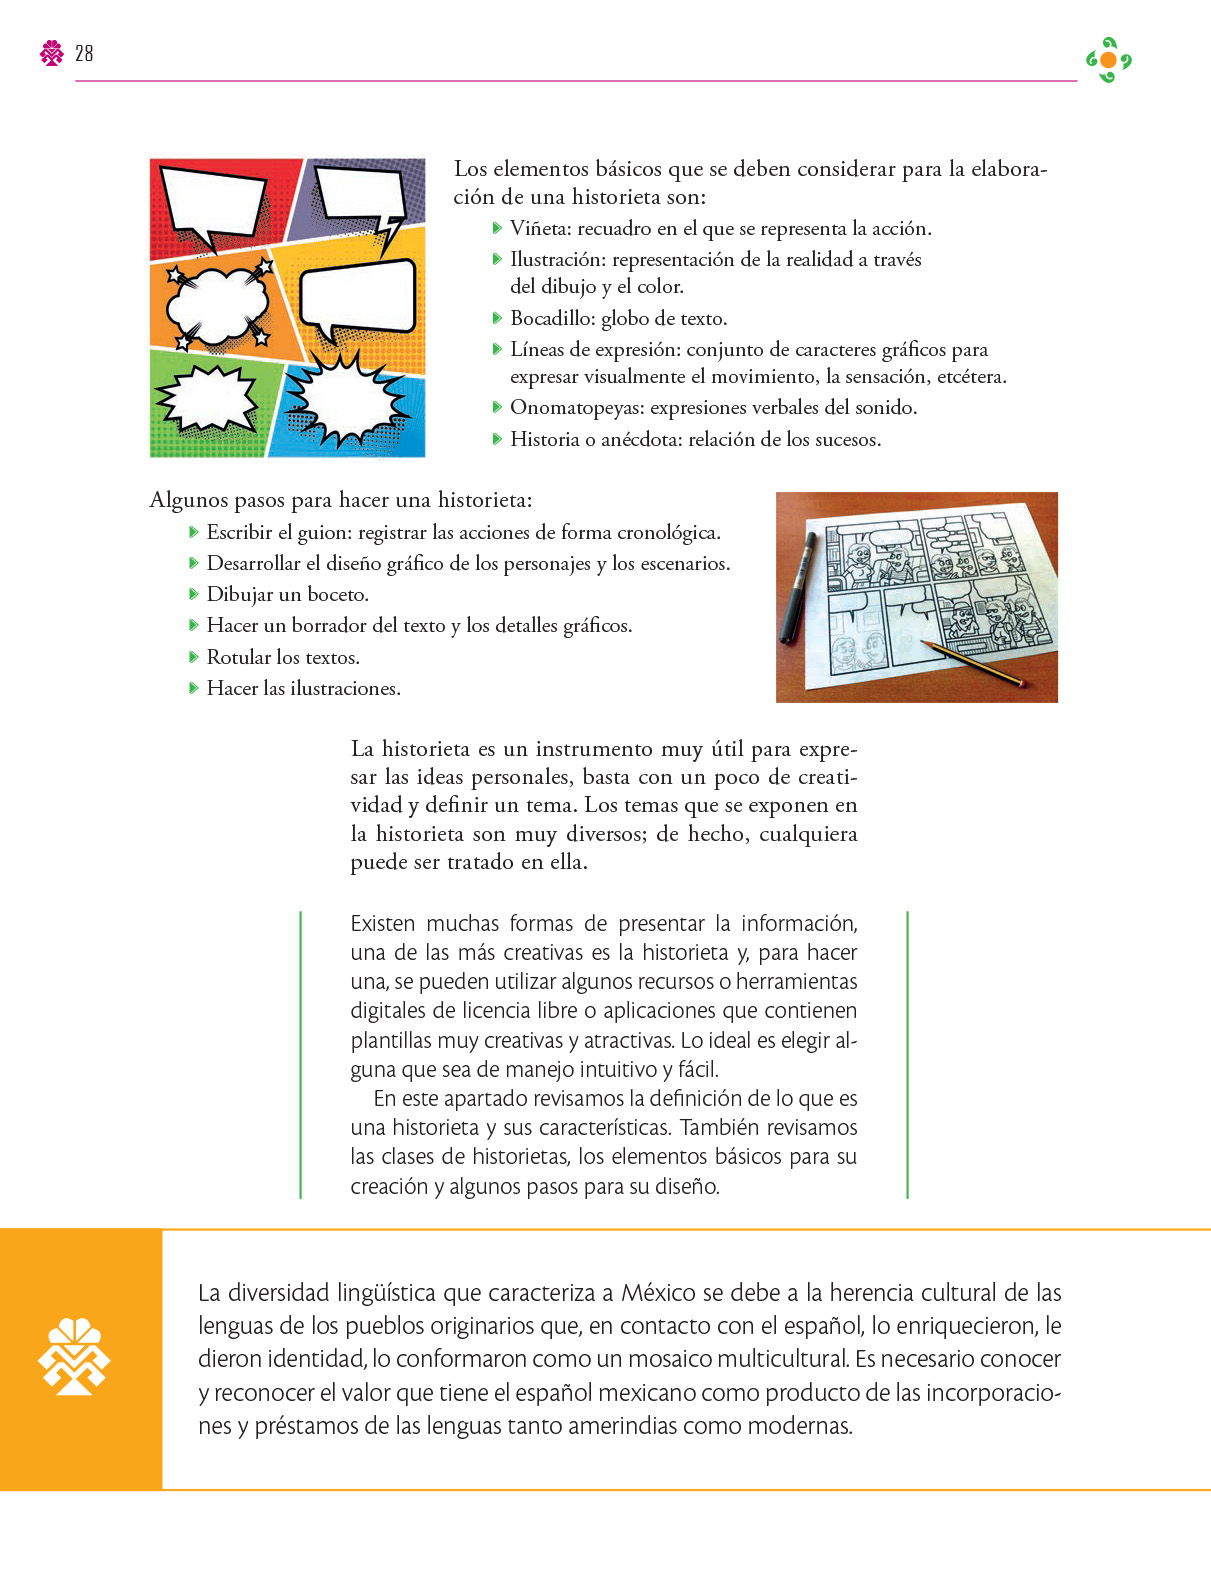 28
Los elementos básicos que se deben considerar para la elabora-
ción de una historieta son:
Viñeta: recuadro en el que se representa la acción.
Ilustración: representación de la realidad a través
del dibujo y el color.
Bocadillo: globo de texto.
Líneas de expresión: conjunto de caracteres gráficos para
expresar visualmente el movimiento, la sensación, etcétera.
Onomatopeyas: expresiones verbales del sonido.
Historia o anécdota: relación de los sucesos.
Algunos pasos para hacer una historieta:
Escribir el guion: registrar las acciones de forma cronológica.
Desarrollar el diseño gráfico de los personajes y los escenarios.
Dibujar un boceto.
Hacer un borrador del texto y los detalles gráficos.
Rotular los textos.
Hacer las ilustraciones.
La historieta es un instrumento muy útil para expre-
sar las ideas personales, basta con un poco de creati-
vidad y definir un tema. Los temas que se exponen en
la historieta son muy diversos; de hecho, cualquiera
puede ser tratado en ella.
Existen muchas formas de presentar la información,
una de las más creativas es la historieta y, para hacer
una, se pueden utilizar algunos recursos o herramientas
digitales de licencia libre o aplicaciones que contienen
plantillas muy creativas y atractivas. Lo ideal es elegir al-
guna que sea de manejo intuitivo y fácil.
En este apartado revisamos la definición de lo que es
una historieta y sus características. También revisamos
las clases de historietas, los elementos básicos para su
creación y algunos pasos para su diseño.
La diversidad lingüística que caracteriza a México se debe a la herencia cultural de las
lenguas de los pueblos originarios que, en contacto con el español, lo enriquecieron, le
dieron identidad, lo conformaron como un mosaico multicultural. Es necesario conocer
y reconocer el valor que tiene el español mexicano como producto de las incorporacio-
nes y préstamos de las lenguas tanto amerindias como modernas.